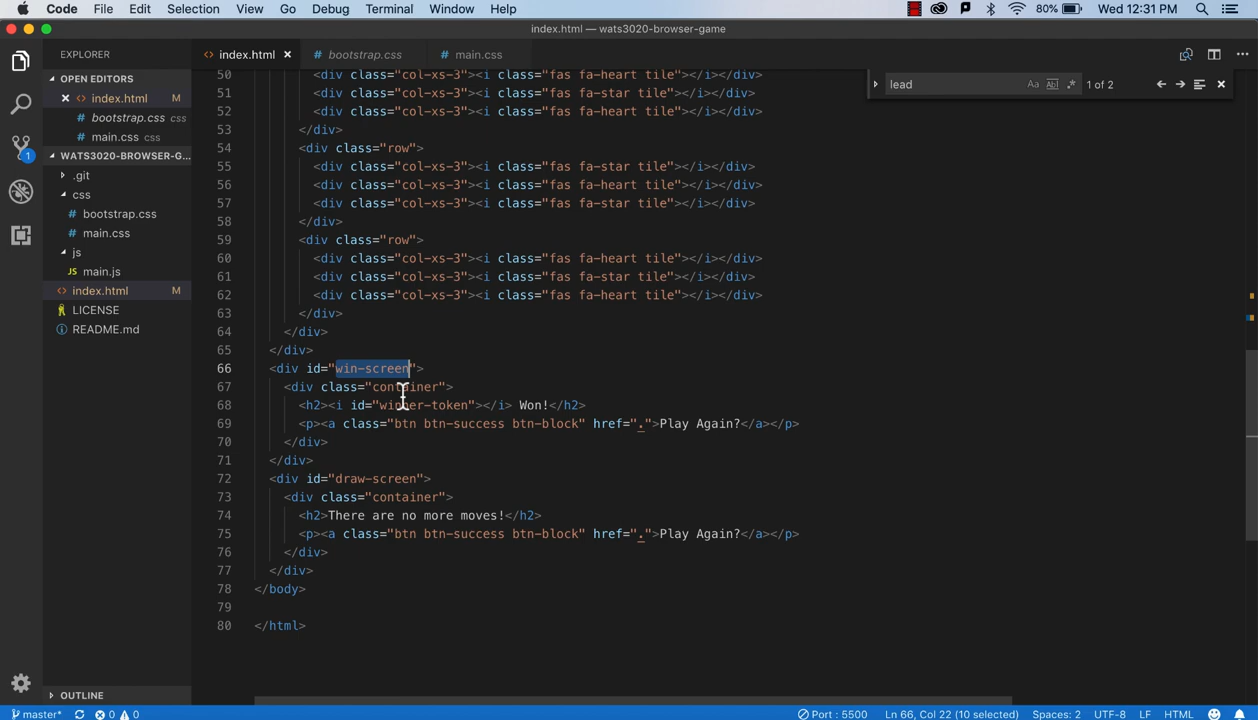 Code File Edit Selection View Go Debug Terminal Window Help 80% Wed 12:31 PM
index.html — wats3020-browser-game
EXPLORER
OPEN EDITORS
<> index.html M
# bootstrap.css css
# main.css css
WATS3020-BROWSER-G...
.git
css
# bootstrap.css
# main.css
js
JS main.js
<> index.html M
LICENSE
README.md
OUTLINE
<> index.html # bootstrap.css # main.css
lead Aa Abl .* 1 of 2
50 <div class="col-xs-3"><i class="fas fa-heart tile"></i></div>
51 <div class="col-xs-3"><i class="fas fa-star tile"></i></div>
52 <div class="col-xs-3"><i class="fas fa-heart tile"></i></div>
53 </div>
54 <div class="row">
55 <div class="col-xs-3"><i class="fas fa-star tile"></i></div>
56 <div class="col-xs-3"><i class="fas fa-heart tile"></i></div>
57 <div class="col-xs-3"><i class="fas fa-star tile"></i></div>
58 </div>
59 <div class="row">
60 <div class="col-xs-3"><i class="fas fa-heart tile"></i></div>
61 <div class="col-xs-3"><i class="fas fa-star tile"></i></div>
62 <div class="col-xs-3"><i class="fas fa-heart tile"></i></div>
63 </div>
64 </div>
65 </div>
66 <div id="win-screen">
67 <div class="container">
68 <h2><i id="winner-token"></i> Won!</h2>
69 <p><a class="btn btn-success btn-block" href=".">Play Again?</a></p>
70 </div>
71 </div>
72 <div id="draw-screen">
73 <div class="container">
74 <h2>There are no more moves!</h2>
75 <p><a class="btn btn-success btn-block" href=".">Play Again?</a></p>
76 </div>
77 </div>
78 </body>
79
80 </html>
master* 0 0 Port : 5500 Ln 66, Col 22 (10 selected) Spaces: 2 UTF-8 LF HTML 1